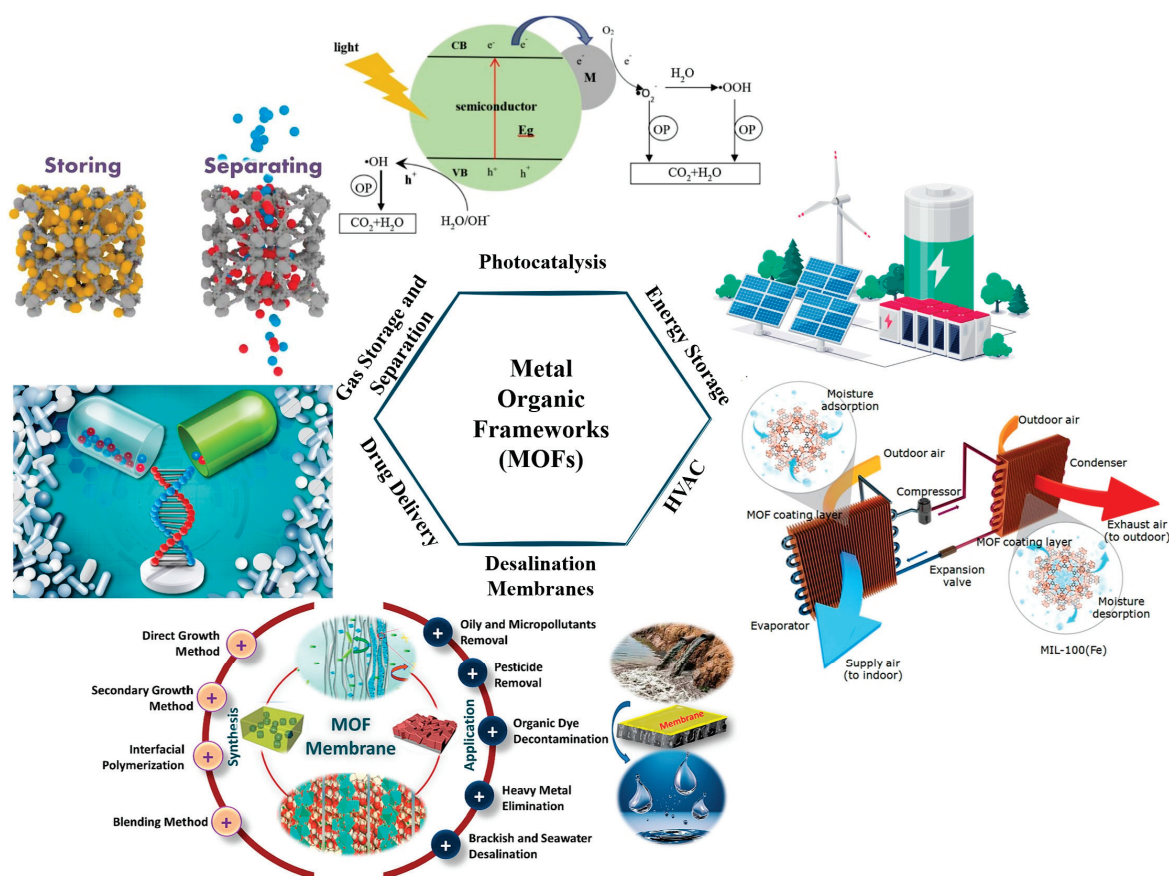 light
CB e⁻ e⁻
semiconductor
Eg
VB h⁺ h⁺
M
e⁻
O₂
e⁻
•O₂⁻
H₂O
•OOH
OP
OP
CO₂+H₂O
•OH
h⁺
OP
H₂O/OH⁻
CO₂+H₂O
Storing
Separating
Photocatalysis
Gas Storage and
Separation
Energy Storage
Metal
Organic
Frameworks
(MOFs)
Drug Delivery
HVAC
Desalination
Membranes
Moisture
adsorption
Outdoor air
Outdoor air
Condenser
Compressor
MOF coating layer
Exhaust air
(to outdoor)
MOF coating layer
Expansion
valve
Moisture
desorption
Evaporator
MIL-100(Fe)
Supply air
(to indoor)
Direct Growth
Method
Secondary Growth
Method
Interfacial
Polymerization
Blending Method
Synthesis
MOF
Membrane
Application
Oily and Micropollutants
Removal
Pesticide
Removal
Organic Dye
Decontamination
Heavy Metal
Elimination
Brackish and Seawater
Desalination
Membrane